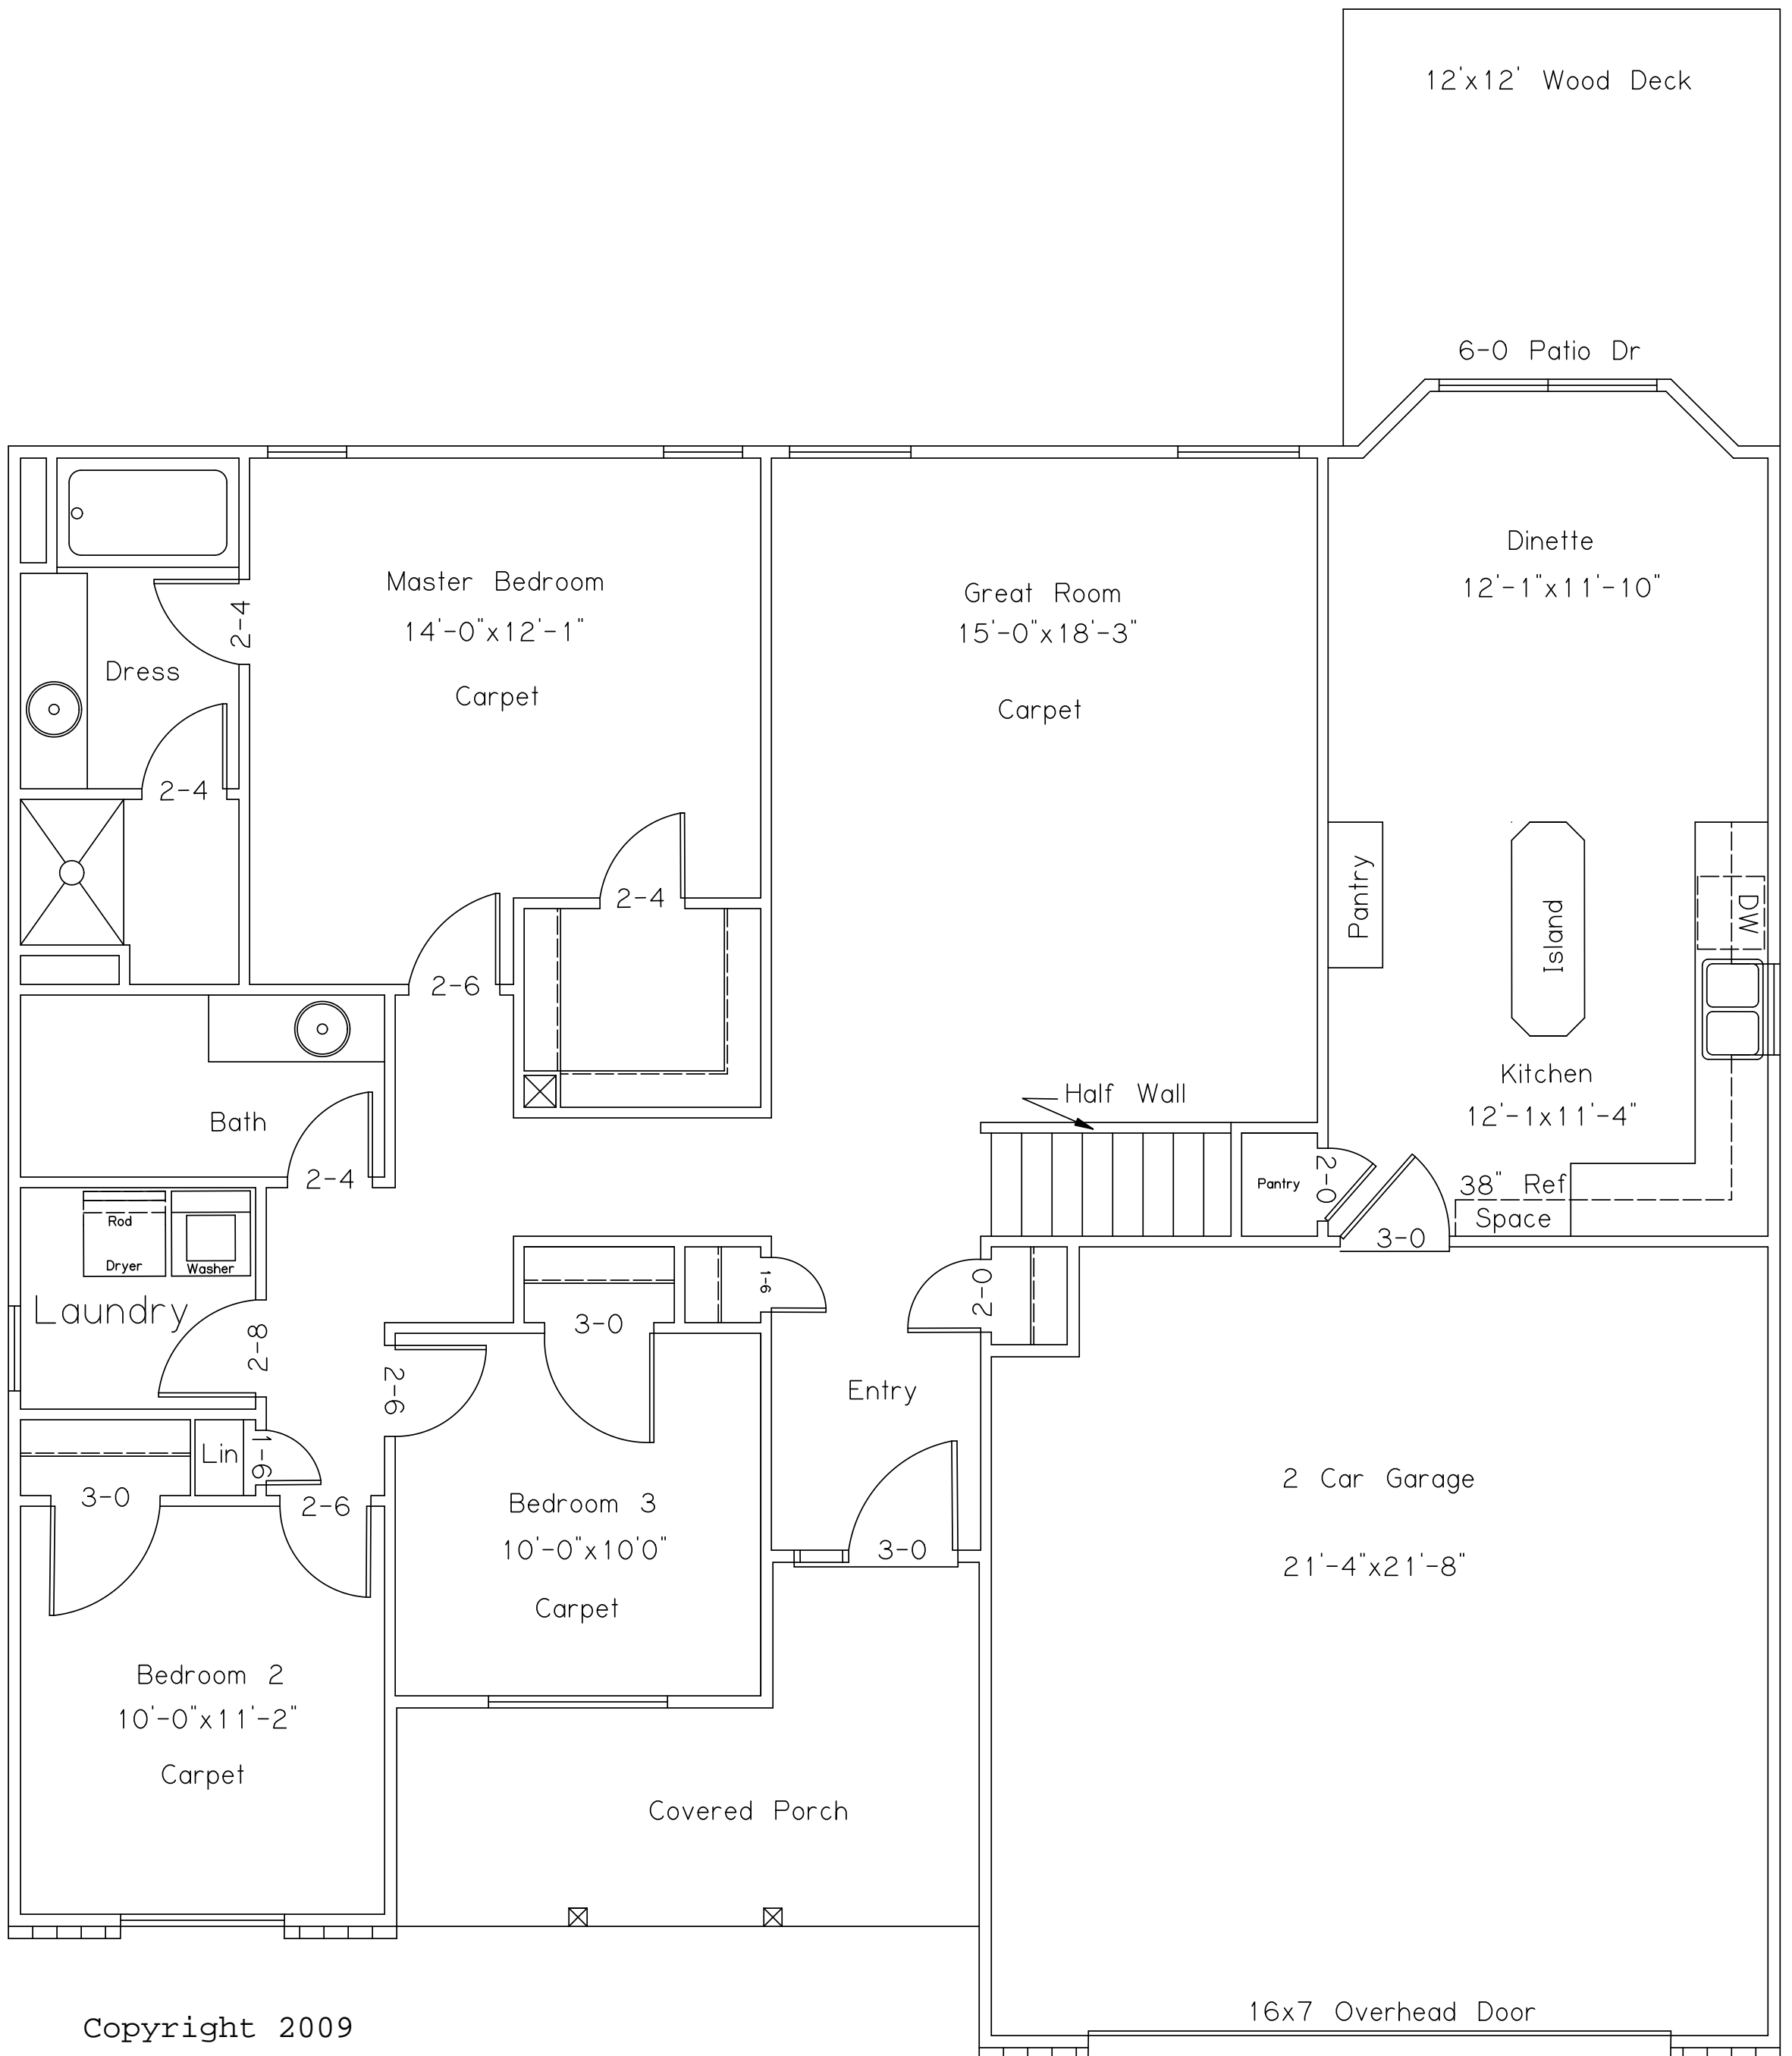 12'x12' Wood Deck
6-0 Patio Dr
Dinette
12'-1"x11'-10"
Master Bedroom
14'-0"x12'-1"
Carpet
Great Room
15'-0"x18'-3"
Carpet
2-4
Dress
2-4
2-4
2-6
Pantry
Island
DW
Kitchen
12'-1x11'-4"
Half Wall
Bath
2-4
Pantry
2-0
38" Ref
Space
3-0
Rod
Dryer
Washer
Laundry
2-8
3-0
1-6
2-0
2-6
Entry
Lin
1-6
3-0
2-6
Bedroom 3
10'-0"x10'0"
Carpet
3-0
2 Car Garage
21'-4"x21'-8"
Bedroom 2
10'-0"x11'-2"
Carpet
Covered Porch
16x7 Overhead Door
Copyright 2009